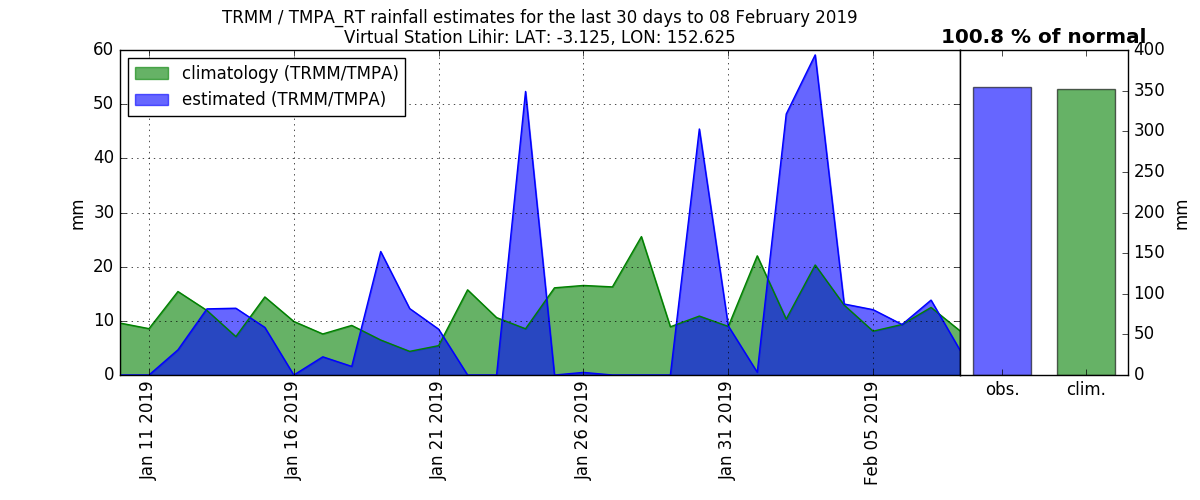 TRMM / TMPA_RT rainfall estimates for the last 30 days to 08 February 2019
Virtual Station Lihir: LAT: -3.125, LON: 152.625
100.8 % of normal
climatology (TRMM/TMPA)
estimated (TRMM/TMPA)
60
50
40
30
20
10
0
mm
Jan 11 2019
Jan 16 2019
Jan 21 2019
Jan 26 2019
Jan 31 2019
Feb 05 2019
obs.
clim.
400
350
300
250
200
150
100
50
0
mm